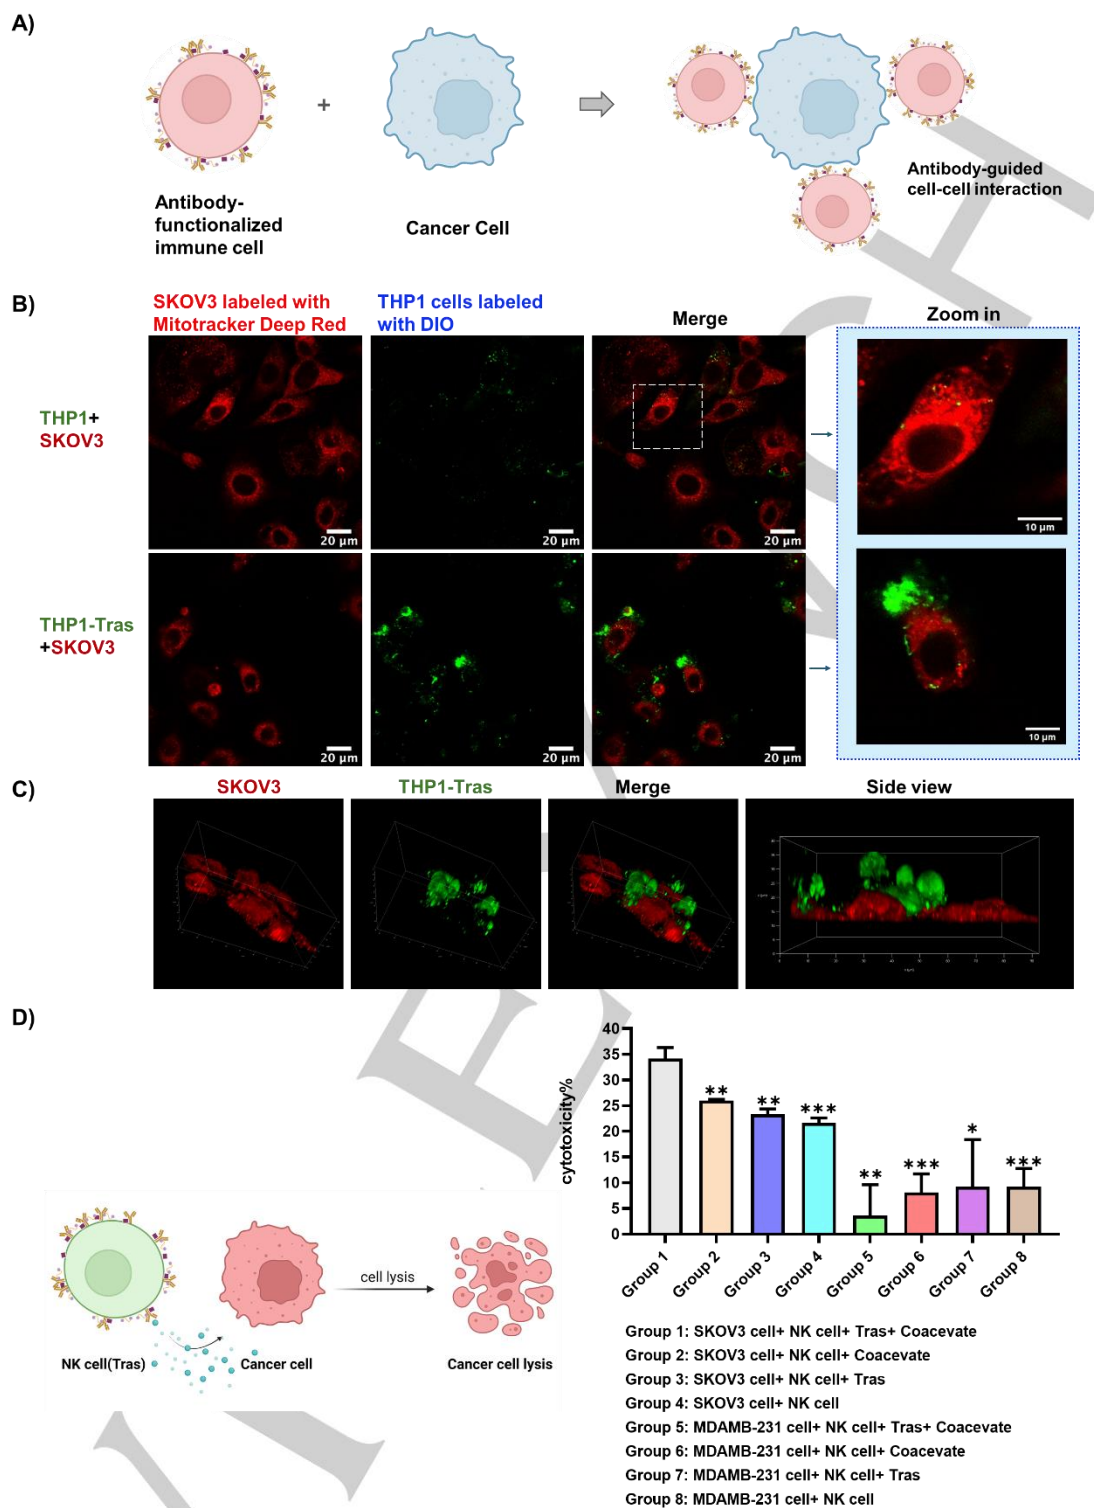 A)
+
Antibody-
functionalized
immune cell
Cancer Cell
Antibody-guided
cell-cell interaction
B)
SKOV3 labeled with
Mitotracker Deep Red
THP1 cells labeled
with DIO
Merge
Zoom in
THP1+
SKOV3
20 µm
20 µm
20 µm
10 µm
THP1-Tras
+SKOV3
20 µm
20 µm
20 µm
10 µm
C)
SKOV3
THP1-Tras
Merge
Side view
D)
NK cell(Tras)
Cancer cell
cell lysis
Cancer cell lysis
cytotoxicity%
40
35
30
25
20
15
10
5
0
**
**
***
**
***
*
***
Group 1
Group 2
Group 3
Group 4
Group 5
Group 6
Group 7
Group 8
Group 1: SKOV3 cell+ NK cell+ Tras+ Coacevate
Group 2: SKOV3 cell+ NK cell+ Coacevate
Group 3: SKOV3 cell+ NK cell+ Tras
Group 4: SKOV3 cell+ NK cell
Group 5: MDAMB-231 cell+ NK cell+ Tras+ Coacevate
Group 6: MDAMB-231 cell+ NK cell+ Coacevate
Group 7: MDAMB-231 cell+ NK cell+ Tras
Group 8: MDAMB-231 cell+ NK cell